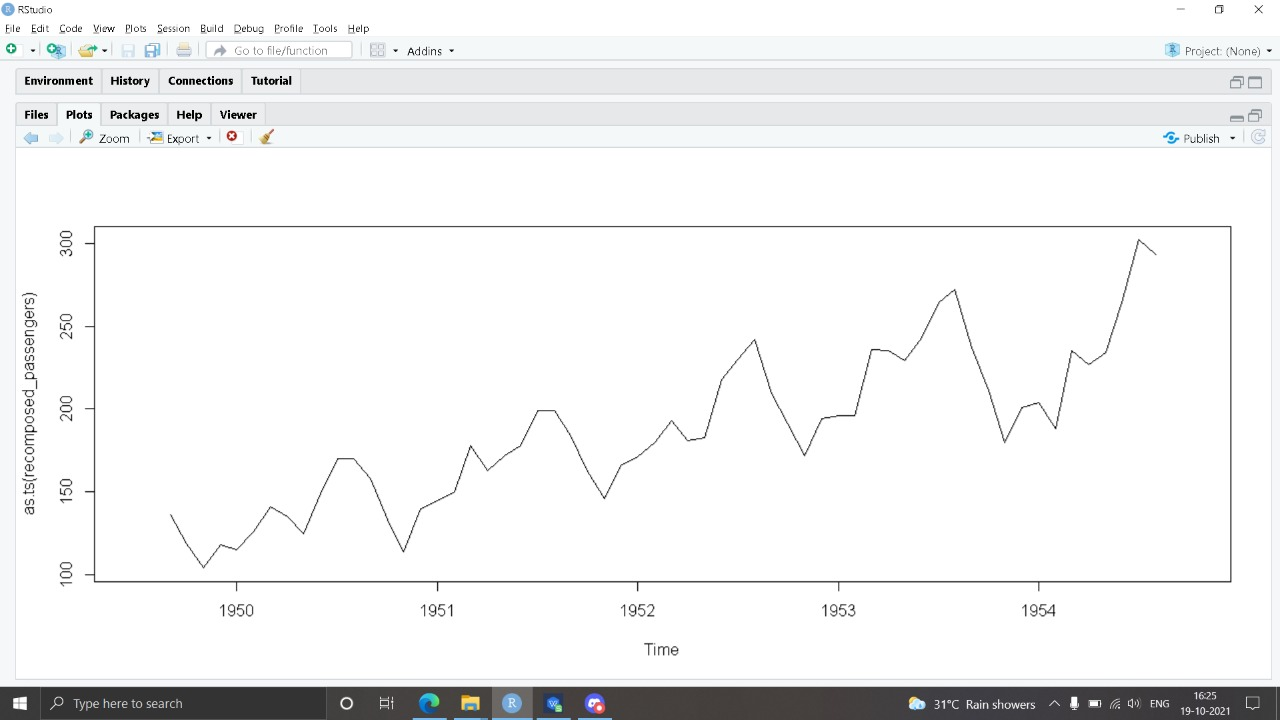 RStudio
File Edit Code View Plots Session Build Debug Profile Tools Help
Go to file/function Addins Project: (None)
Environment History Connections Tutorial
Files Plots Packages Help Viewer
Zoom Export Publish
as.ts(recomposed_passengers)
300
250
200
150
100
1950 1951 1952 1953 1954
Time
Type here to search
31°C Rain showers
ENG
16:25
19-10-2021